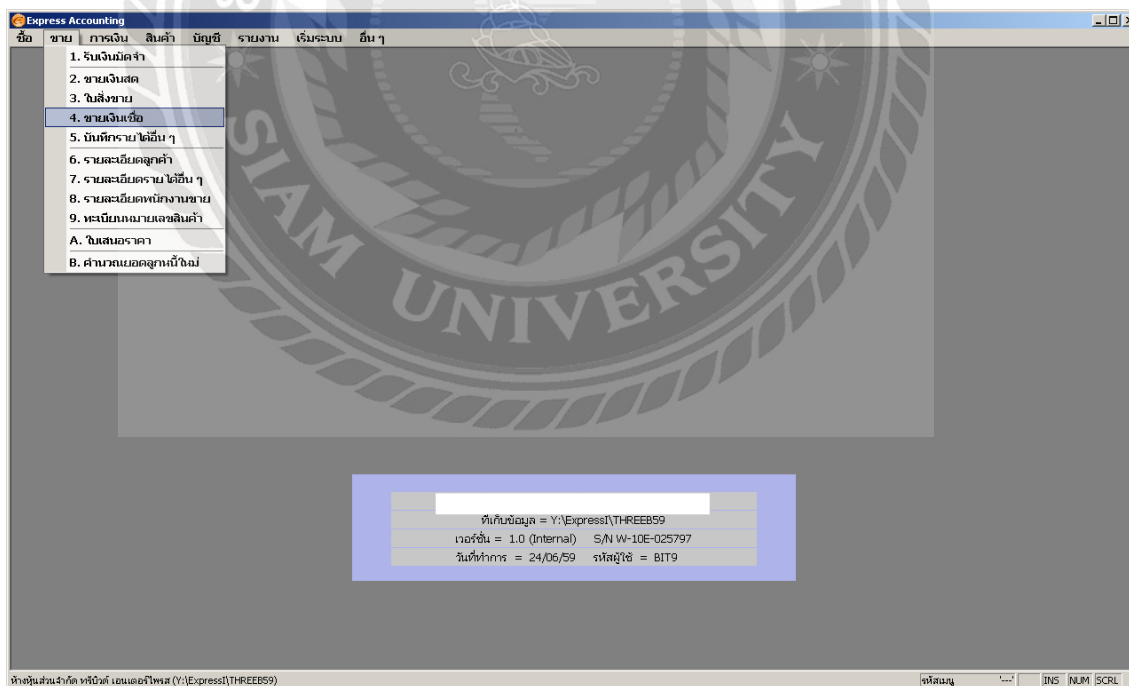 Express Accounting
ซื้อ ขาย การเงิน สินค้า บัญชี รายงาน เริ่มระบบ อื่น ๆ
1. รับเงินมัดจำ
2. ขายเงินสด
3. ใบสั่งขาย
4. ขายเงินเชื่อ
5. บันทึกรายได้อื่น ๆ
6. รายละเอียดลูกค้า
7. รายละเอียดรายได้อื่น ๆ
8. รายละเอียดพนักงานขาย
9. ทะเบียนหมายเลขสินค้า
A. ใบเสนอราคา
B. คำนวณยอดลูกหนี้ใหม่
SIAM UNIVERSITY
ที่เก็บข้อมูล = Y:\ExpressI\THREEB59
เวอร์ชั่น = 1.0 (Internal) S/N W-10E-025797
วันที่ทำการ = 24/06/59 รหัสผู้ใช้ = BIT9
ห้างหุ้นส่วนจำกัด ทรีบิวต์ เอนเตอร์ไพรส (Y:\ExpressI\THREEB59) รหัสเมนู '---' INS NUM SCRL